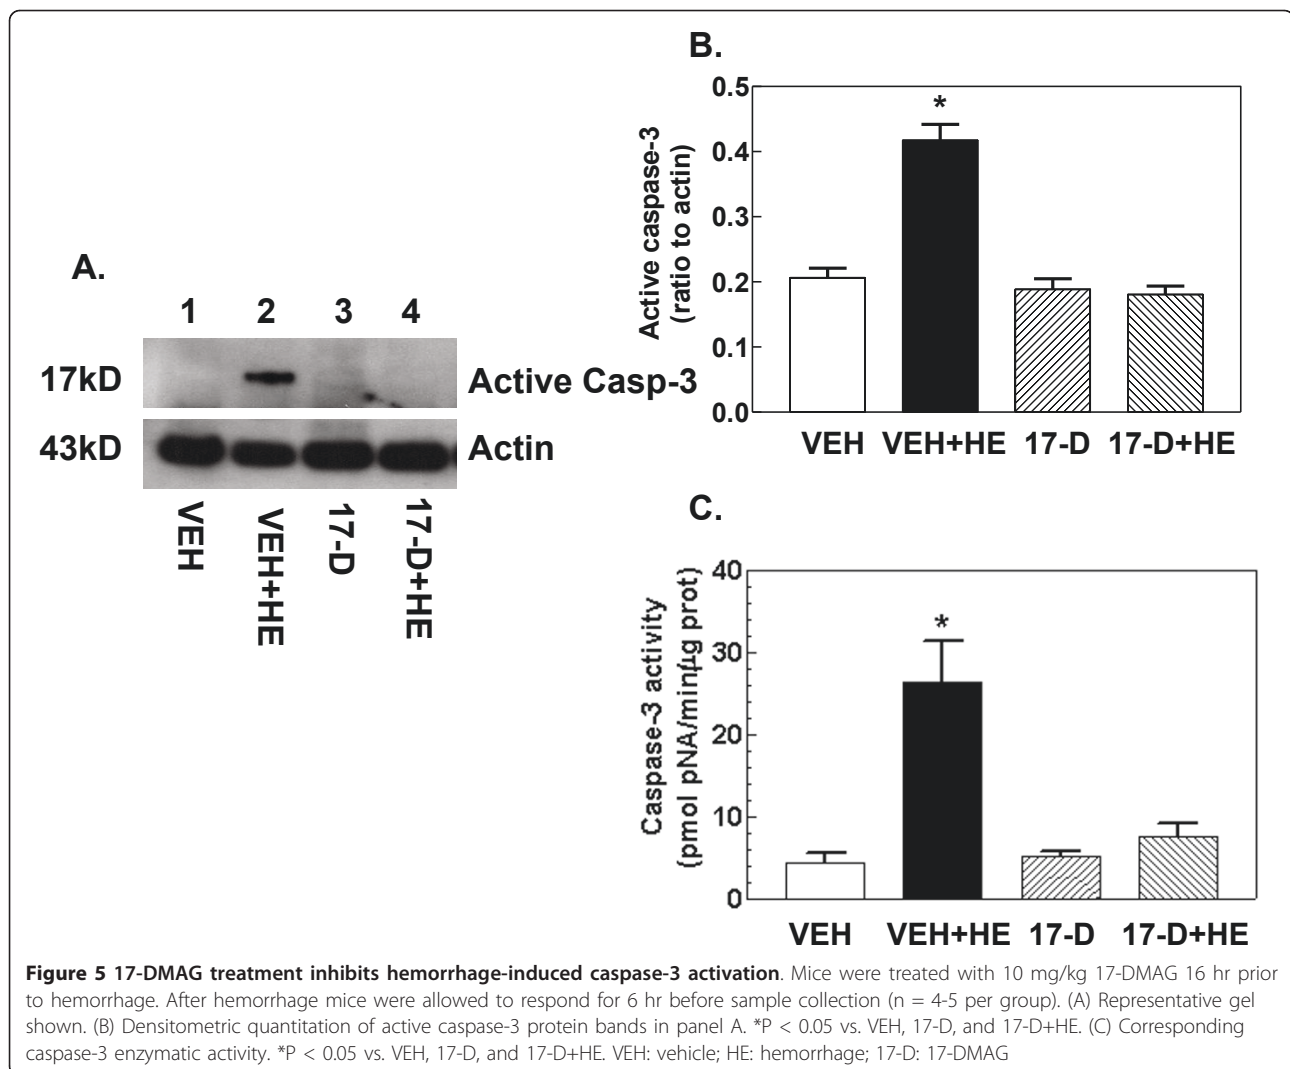 A.
1 2 3 4
17kD Active Casp-3
43kD Actin
VEH VEH+HE 17-D 17-D+HE
B.
Active caspase-3
(ratio to actin)
0.5
0.4
0.3
0.2
0.1
0.0
*
VEH VEH+HE 17-D 17-D+HE
C.
Caspase-3 activity
(pmol pNA/min/µg prot)
40
30
20
10
0
*
VEH VEH+HE 17-D 17-D+HE
Figure 5 17-DMAG treatment inhibits hemorrhage-induced caspase-3 activation. Mice were treated with 10 mg/kg 17-DMAG 16 hr prior
to hemorrhage. After hemorrhage mice were allowed to respond for 6 hr before sample collection (n = 4-5 per group). (A) Representative gel
shown. (B) Densitometric quantitation of active caspase-3 protein bands in panel A. *P < 0.05 vs. VEH, 17-D, and 17-D+HE. (C) Corresponding
caspase-3 enzymatic activity. *P < 0.05 vs. VEH, 17-D, and 17-D+HE. VEH: vehicle; HE: hemorrhage; 17-D: 17-DMAG